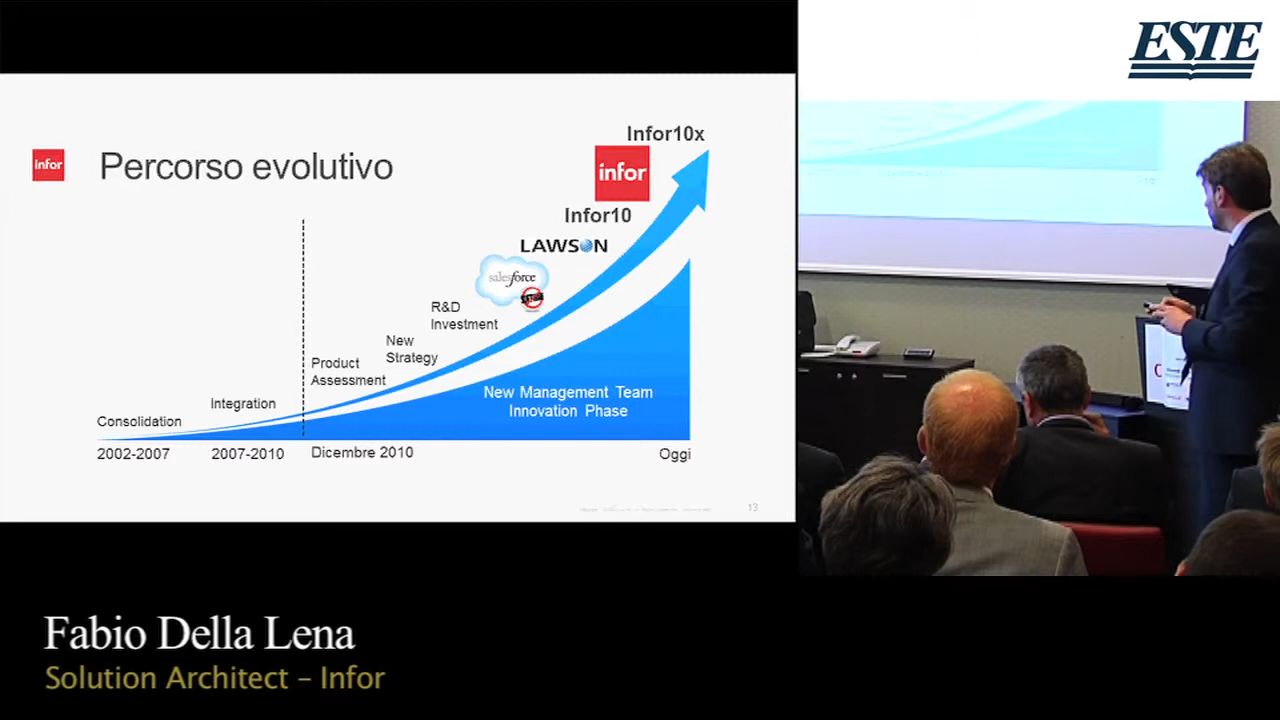 ESTE
infor
Percorso evolutivo
Infor10x
infor
Infor10
LAWSON
salesforce
R&D
Investment
New
Strategy
Product
Assessment
Integration
Consolidation
New Management Team
Innovation Phase
2002-2007
2007-2010
Dicembre 2010
Oggi
13
Fabio Della Lena
Solution Architect – Infor